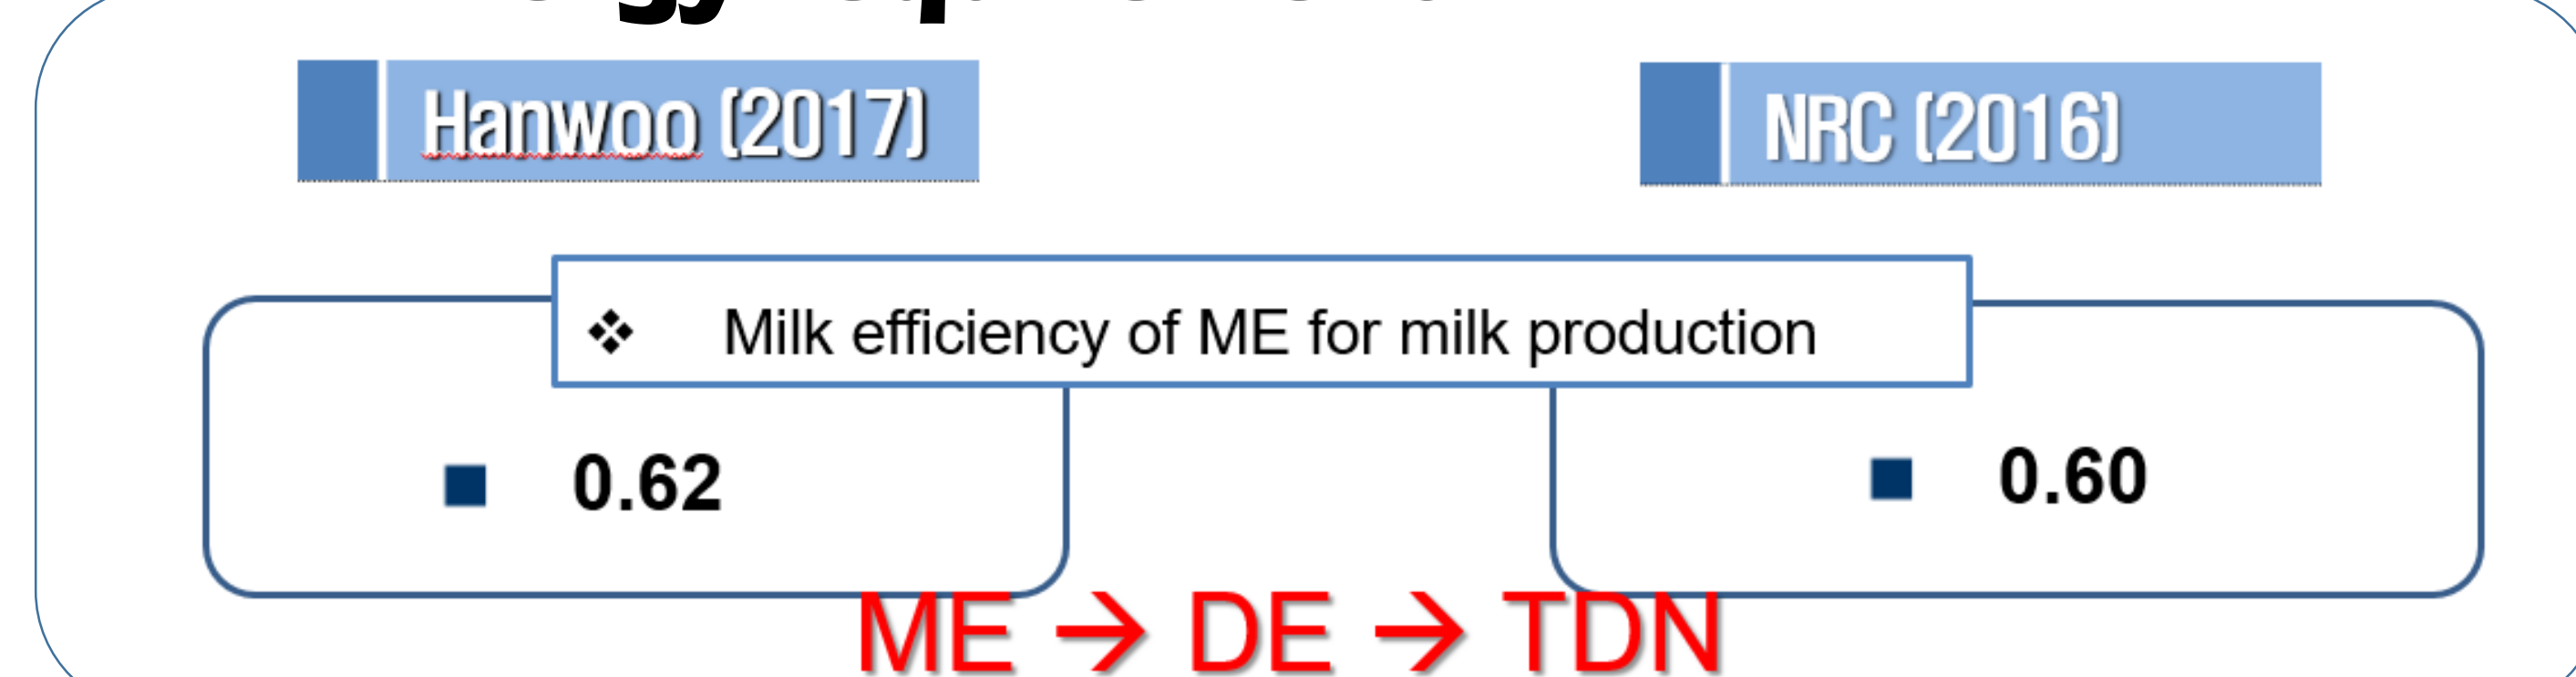 Hanwoo (2017)
NRC (2016)
❖ Milk efficiency of ME for milk production
■ 0.62
■ 0.60
ME → DE → TDN